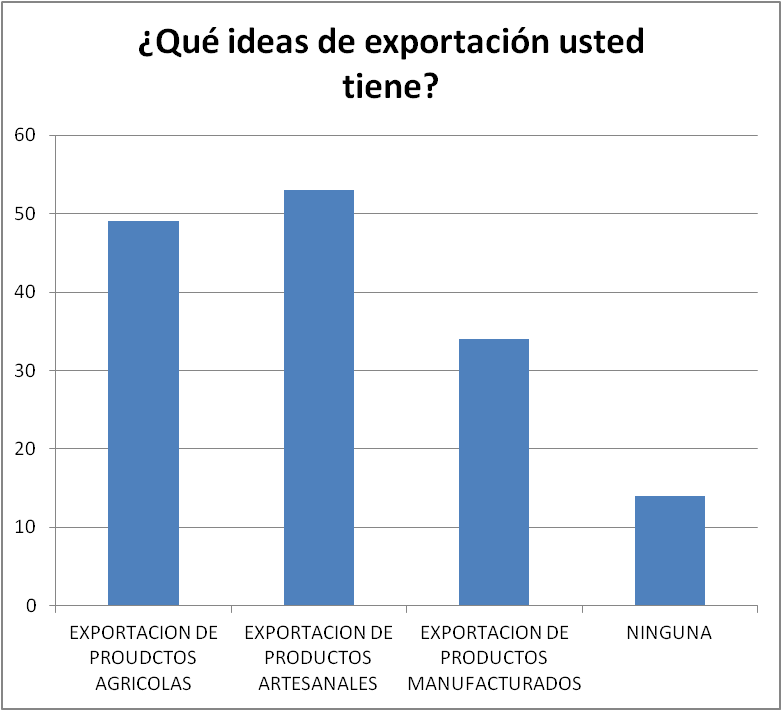 ¿Qué ideas de exportación usted
tiene?
60
50
40
30
20
10
0
EXPORTACION DE
PROUDCTOS
AGRICOLAS
EXPORTACION DE
PRODUCTOS
ARTESANALES
EXPORTACION DE
PRODUCTOS
MANUFACTURADOS
NINGUNA